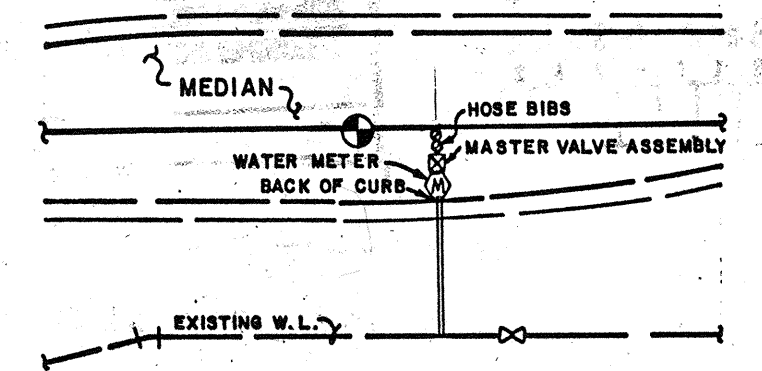 MEDIAN
HOSE BIBS
MASTER VALVE ASSEMBLY
WATER METER
BACK OF CURB
M
EXISTING W.L.